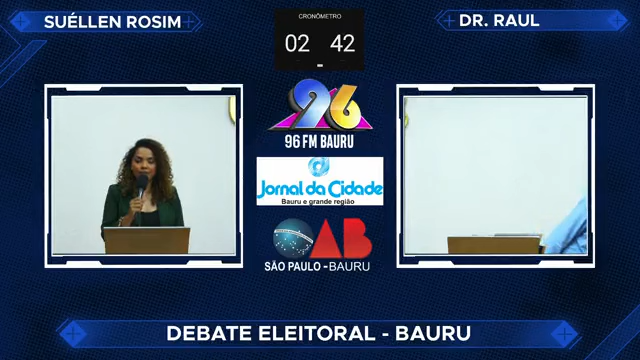 SUÉLLEN ROSIM
CRONÔMETRO
02 42
DR. RAUL
96
96 FM BAURU
Jornal da Cidade
Bauru e grande região
OAB
SÃO PAULO - BAURU
DEBATE ELEITORAL - BAURU